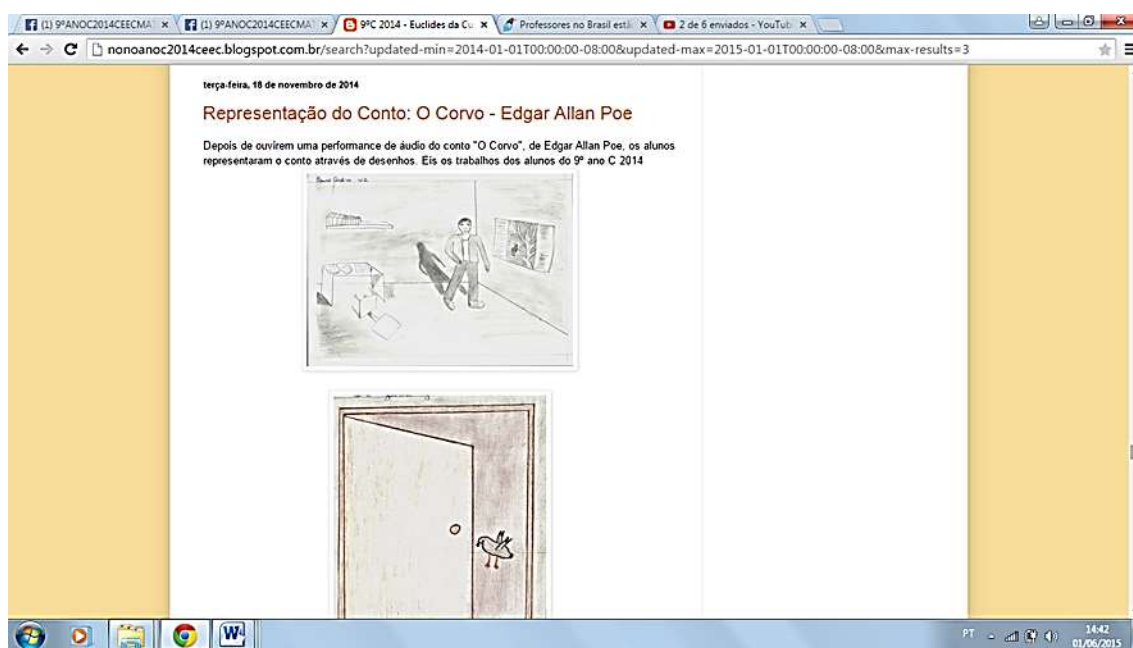 (1) 9ºANOC2014CEECMA
(1) 9ºANOC2014CEECMA
9ºC 2014 - Euclides da Cu
Professores no Brasil estã
2 de 6 enviados - YouTub
nonoanoc2014ceec.blogspot.com.br/search?updated-min=2014-01-01T00:00:00-08:00&updated-max=2015-01-01T00:00:00-08:00&max-results=3
terça-feira, 18 de novembro de 2014
Representação do Conto: O Corvo - Edgar Allan Poe
Depois de ouvirem uma performance de áudio do conto "O Corvo", de Edgar Allan Poe, os alunos
representaram o conto através de desenhos. Eis os trabalhos dos alunos do 9º ano C 2014
PT
14:42
01/06/2015